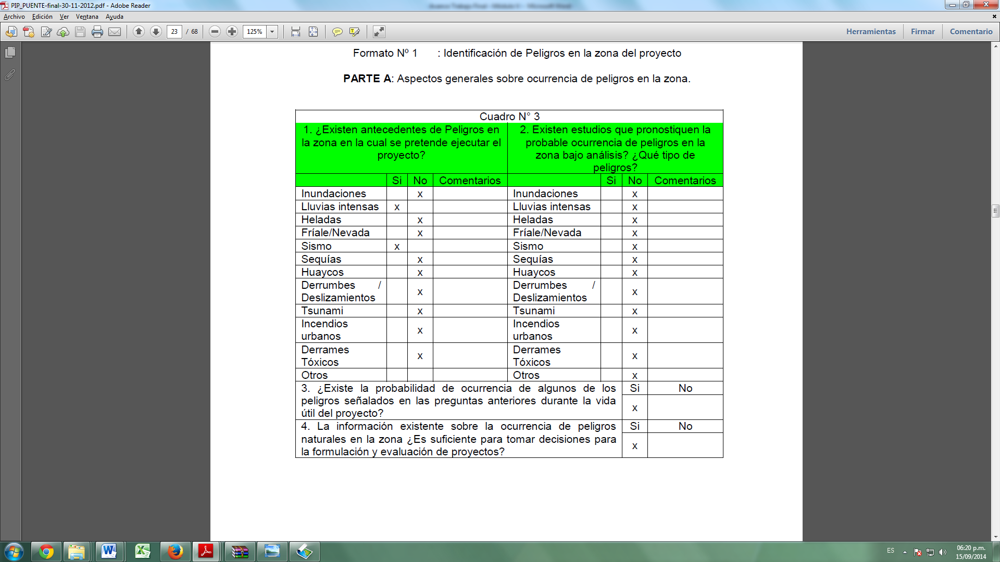 PIP_PUENTE-final-30-11-2012.pdf - Adobe Reader
Archivo Edición Ver Ventana Ayuda
23 / 68 125% Herramientas Firmar Comentario
Formato Nº 1 : Identificación de Peligros en la zona del proyecto
PARTE A: Aspectos generales sobre ocurrencia de peligros en la zona.
Cuadro N° 3
1. ¿Existen antecedentes de Peligros en
la zona en la cual se pretende ejecutar el
proyecto?
2. Existen estudios que pronostiquen la
probable ocurrencia de peligros en la
zona bajo análisis? ¿Qué tipo de
peligros?
Si No Comentarios Si No Comentarios
Inundaciones x Inundaciones x
Lluvias intensas x Lluvias intensas x
Heladas x Heladas x
Fríale/Nevada x Fríale/Nevada x
Sismo x Sismo x
Sequías x Sequías x
Huaycos x Huaycos x
Derrumbes /
Deslizamientos x
Derrumbes /
Deslizamientos x
Tsunami x Tsunami x
Incendios
urbanos x
Incendios
urbanos x
Derrames
Tóxicos x
Derrames
Tóxicos x
Otros Otros x
3. ¿Existe la probabilidad de ocurrencia de algunos de los
peligros señalados en las preguntas anteriores durante la vida
útil del proyecto?
Si No
x
4. La información existente sobre la ocurrencia de peligros
naturales en la zona ¿Es suficiente para tomar decisiones para
la formulación y evaluación de proyectos?
Si No
x
ES
06:20 p.m.
15/09/2014